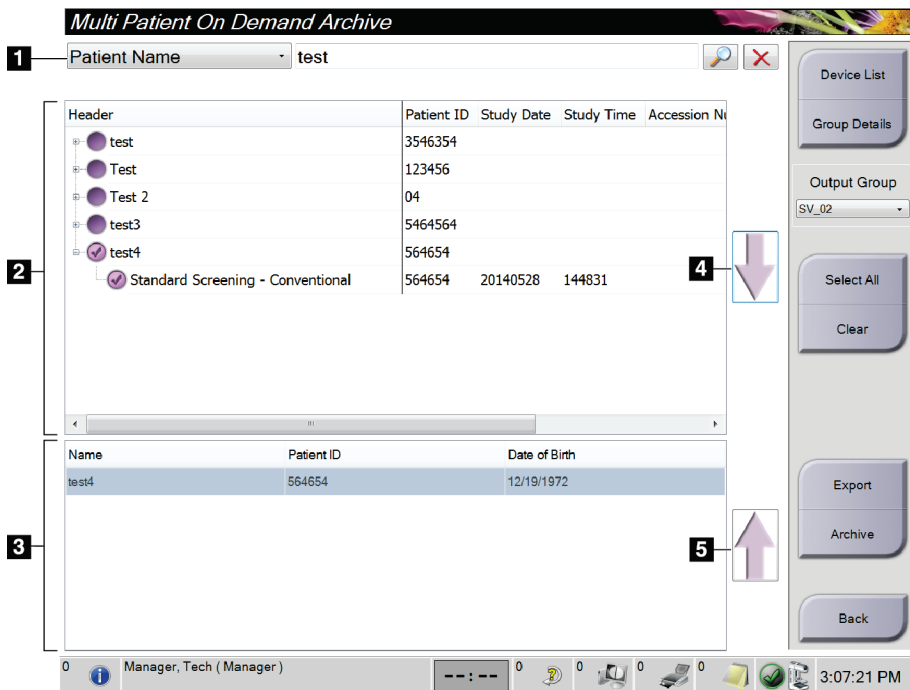 Multi Patient On Demand Archive
1
Patient Name test
Device List
Group Details
Output Group
SV_02
Select All
Clear
Export
Archive
Back
2
Header Patient ID Study Date Study Time Accession Nu
test 3546354
Test 123456
Test 2 04
test3 5464564
test4 564654
Standard Screening - Conventional 564654 20140528 144831
4
3
Name Patient ID Date of Birth
test4 564654 12/19/1972
5
0 Manager, Tech ( Manager ) --:-- 0 0 0 0 3:07:21 PM